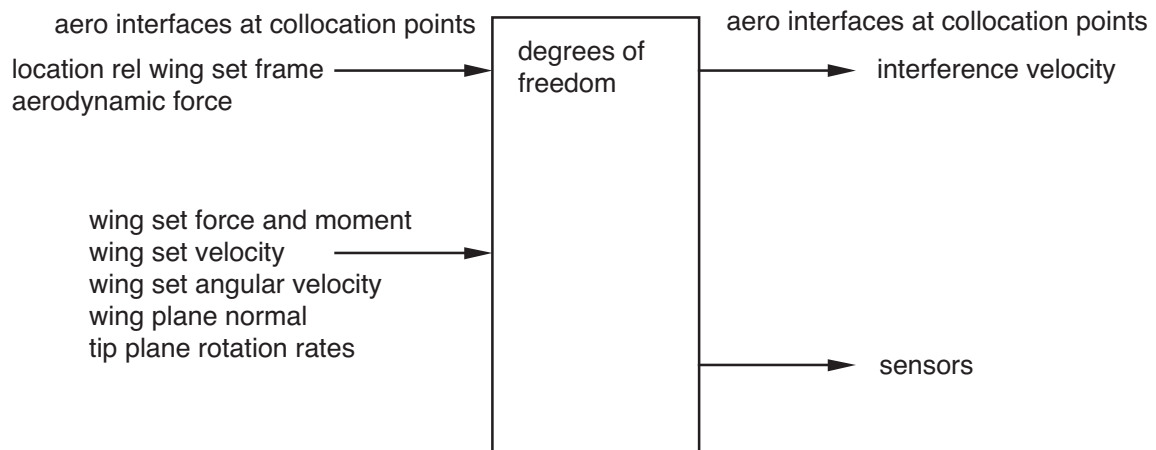 aero interfaces at collocation points
location rel wing set frame
aerodynamic force
wing set force and moment
wing set velocity
wing set angular velocity
wing plane normal
tip plane rotation rates
degrees of
freedom
aero interfaces at collocation points
interference velocity
sensors